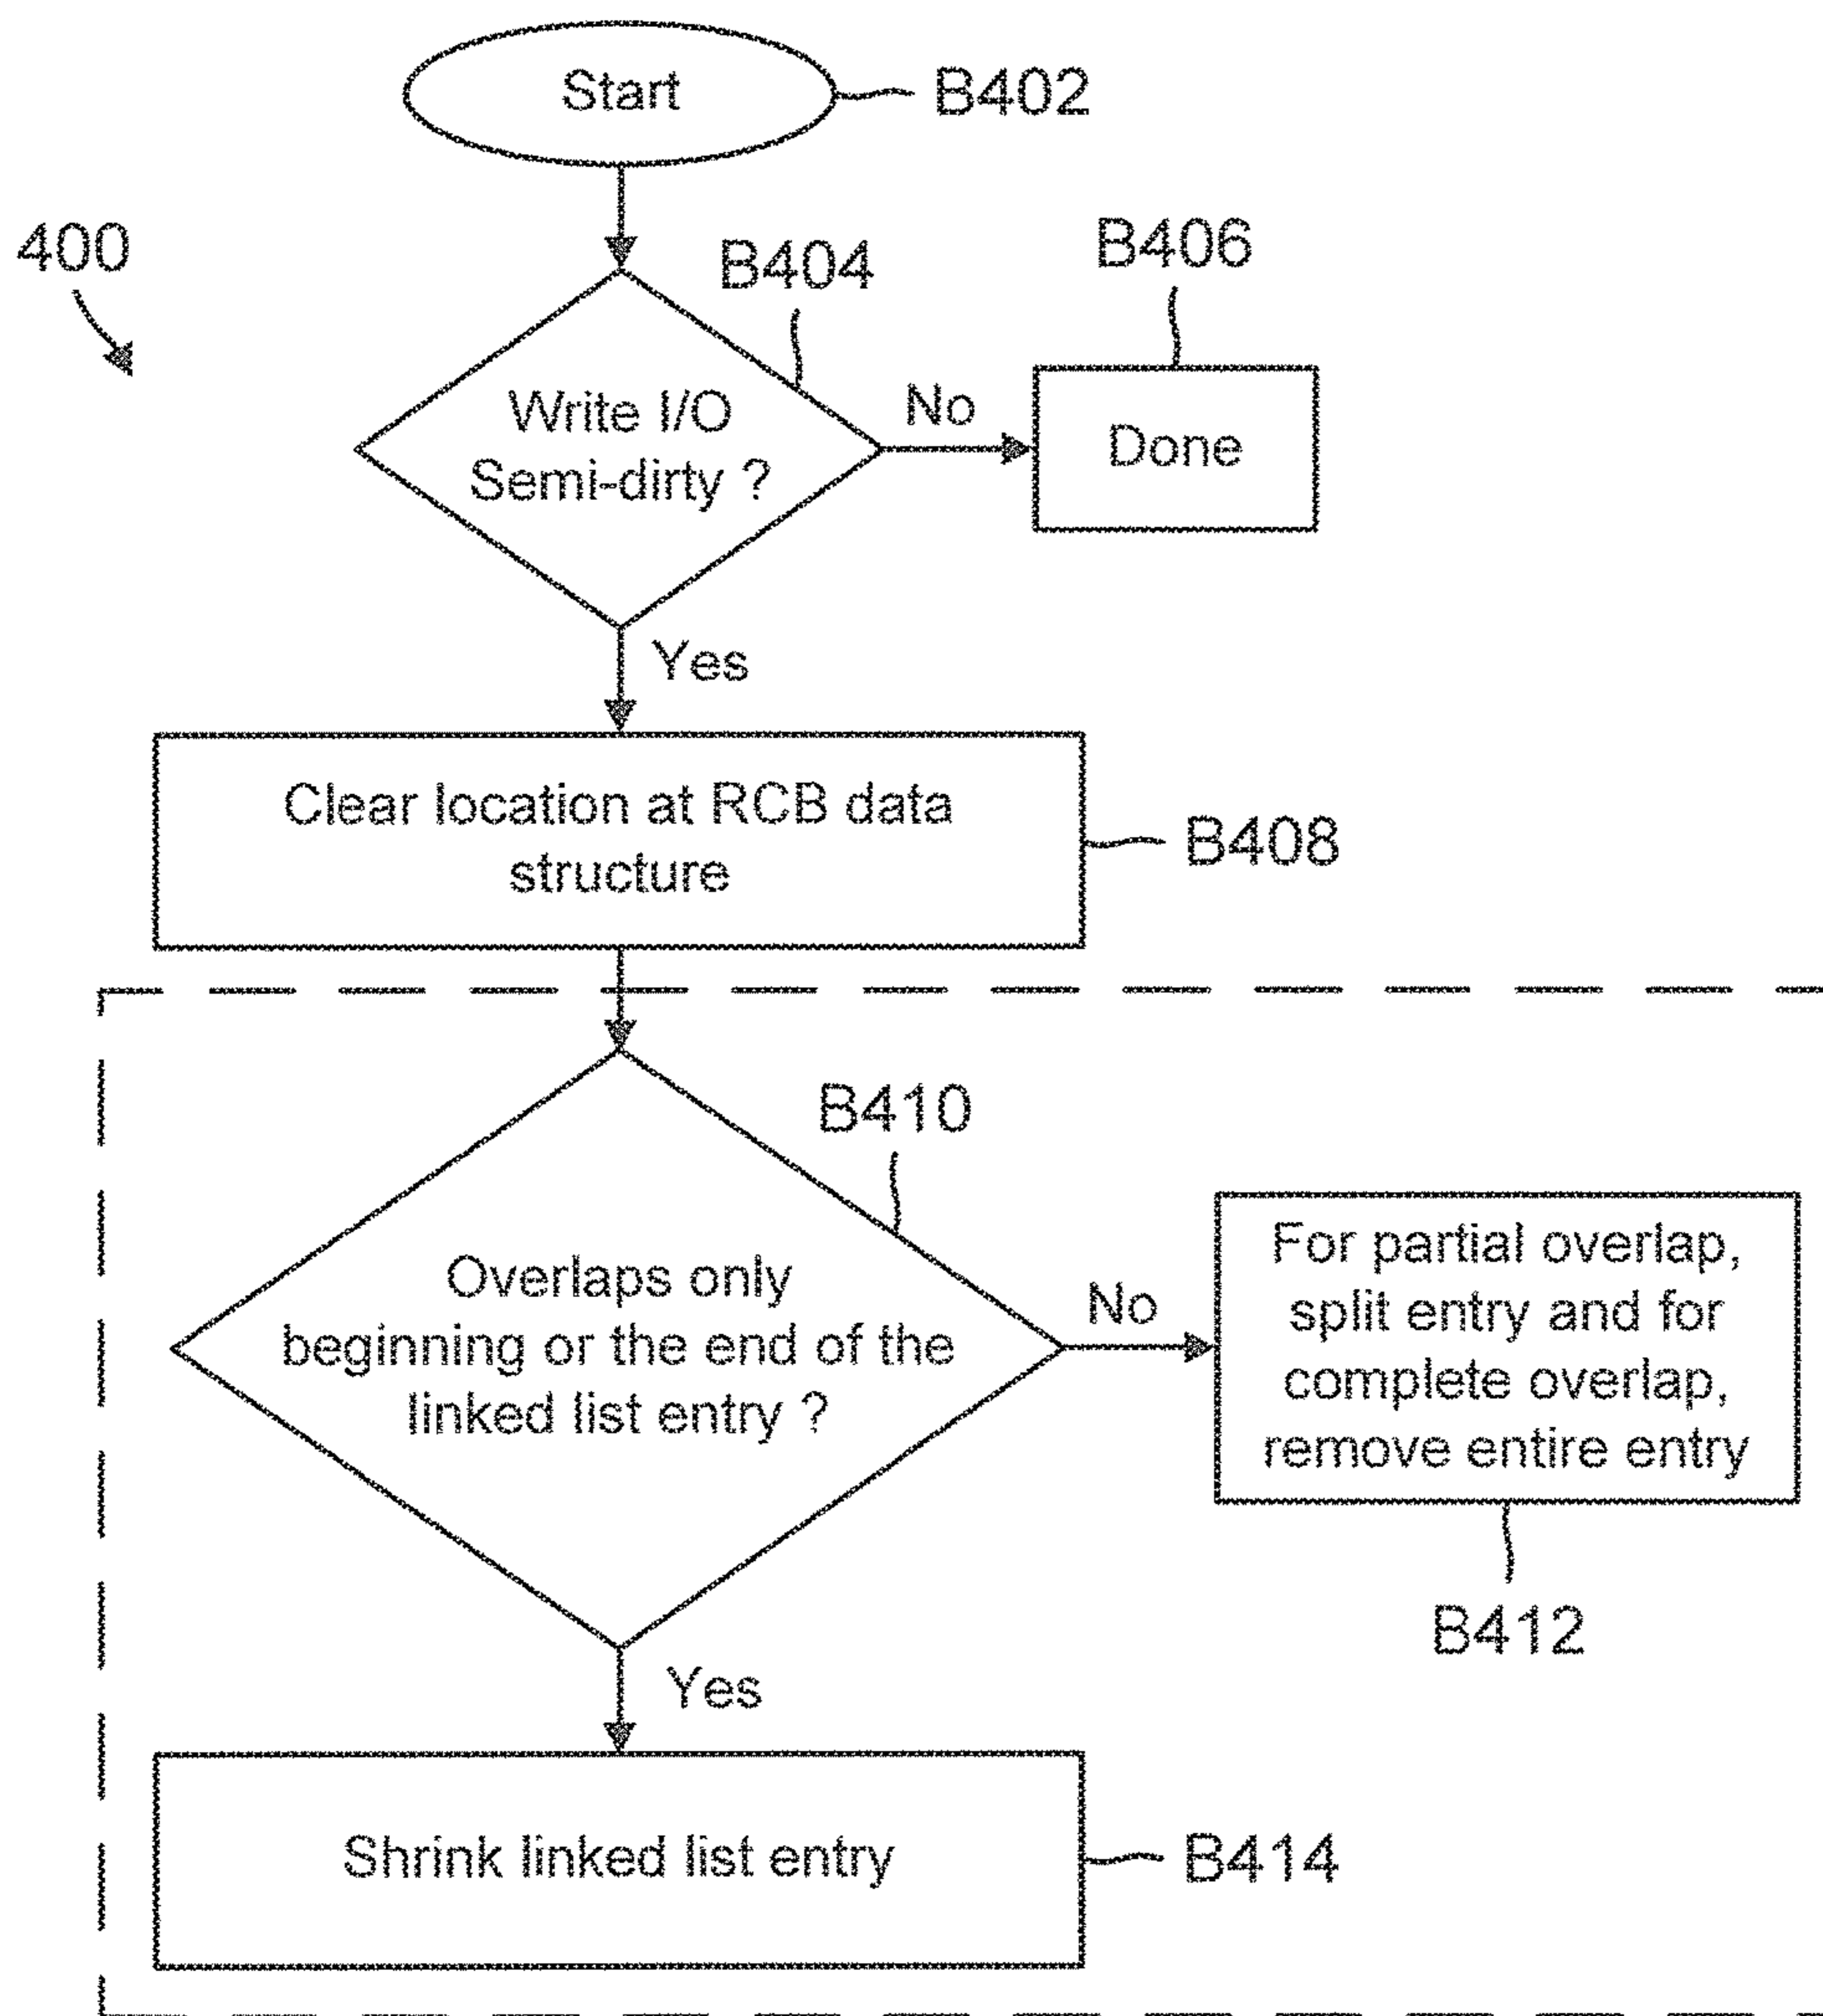 Start
B402
400
B404
B406
Write I/O
Semi-dirty ?
No
Done
Yes
Clear location at RCB data
structure
B408
B410
Overlaps only
beginning or the end of the
linked list entry ?
No
For partial overlap,
split entry and for
complete overlap,
remove entire entry
B412
Yes
Shrink linked list entry
B414